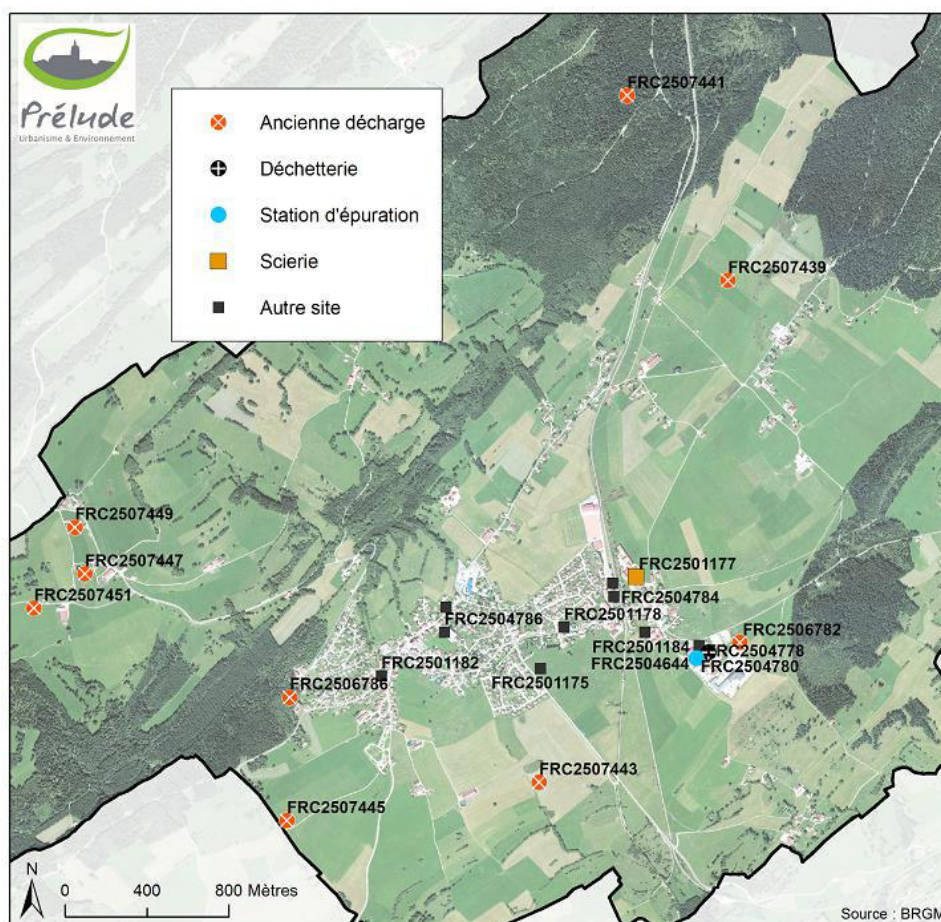 Prélude
Urbanisme & Environnement
Ancienne décharge
Déchetterie
Station d'épuration
Scierie
Autre site
FRC2507441
FRC2507439
FRC2507449
FRC2507447
FRC2507451
FRC2501177
FRC2504784
FRC2504786
FRC2501178
FRC2506782
FRC2501184
FRC2504778
FRC2504644
FRC2504780
FRC2501182
FRC2501175
FRC2506786
FRC2507443
FRC2507445
N
0 400 800 Mètres
Source : BRGM